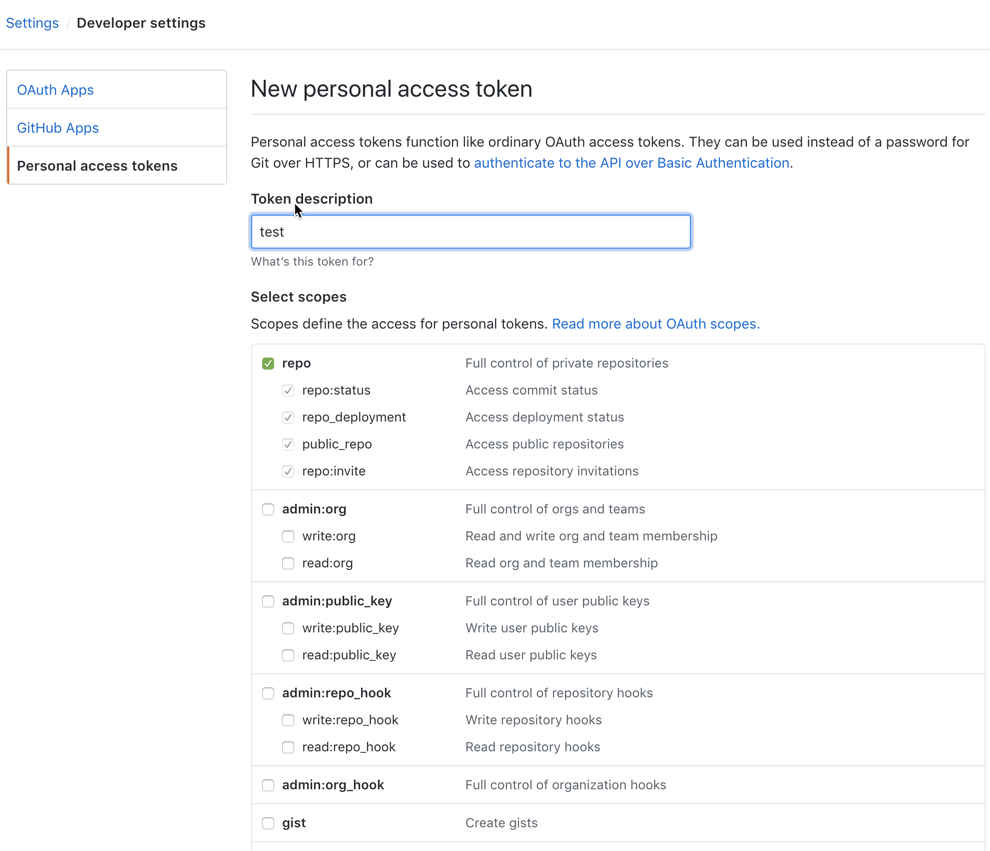 Settings / Developer settings
OAuth Apps
GitHub Apps
Personal access tokens
New personal access token
Personal access tokens function like ordinary OAuth access tokens. They can be used instead of a password for
Git over HTTPS, or can be used to authenticate to the API over Basic Authentication.
Token description
test
What's this token for?
Select scopes
Scopes define the access for personal tokens. Read more about OAuth scopes.
repo Full control of private repositories
repo:status Access commit status
repo_deployment Access deployment status
public_repo Access public repositories
repo:invite Access repository invitations
admin:org Full control of orgs and teams
write:org Read and write org and team membership
read:org Read org and team membership
admin:public_key Full control of user public keys
write:public_key Write user public keys
read:public_key Read user public keys
admin:repo_hook Full control of repository hooks
write:repo_hook Write repository hooks
read:repo_hook Read repository hooks
admin:org_hook Full control of organization hooks
gist Create gists